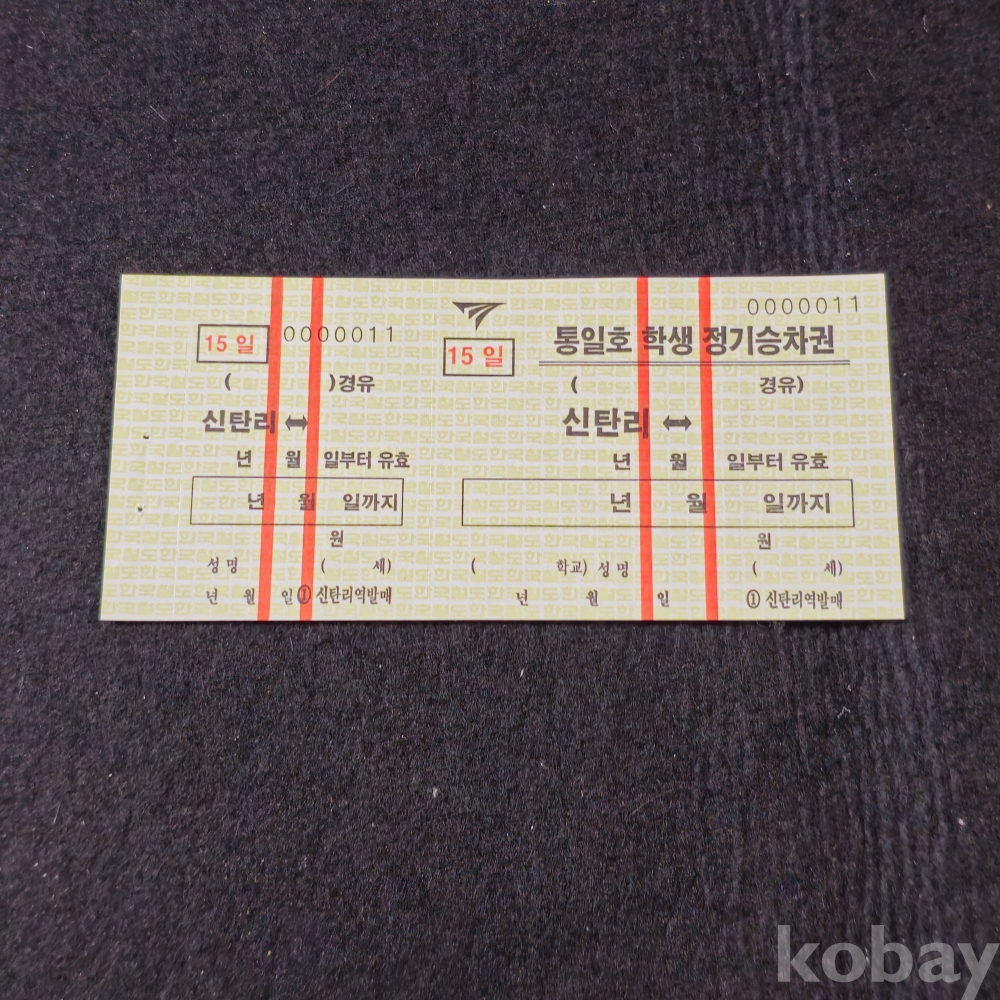 15 일 0000011
( )경유
신탄리 ⇔
년 월 일부터 유효
년 월 일까지
원
성 명 ( 세)
년 월 일 ① 신탄리역발매
0000011
15 일 통일호 학생 정기승차권
( 경유)
신탄리 ⇔
년 월 일부터 유효
년 월 일까지
원
( 학교) 성 명 ( 세)
년 월 일 ① 신탄리역발매
kobay